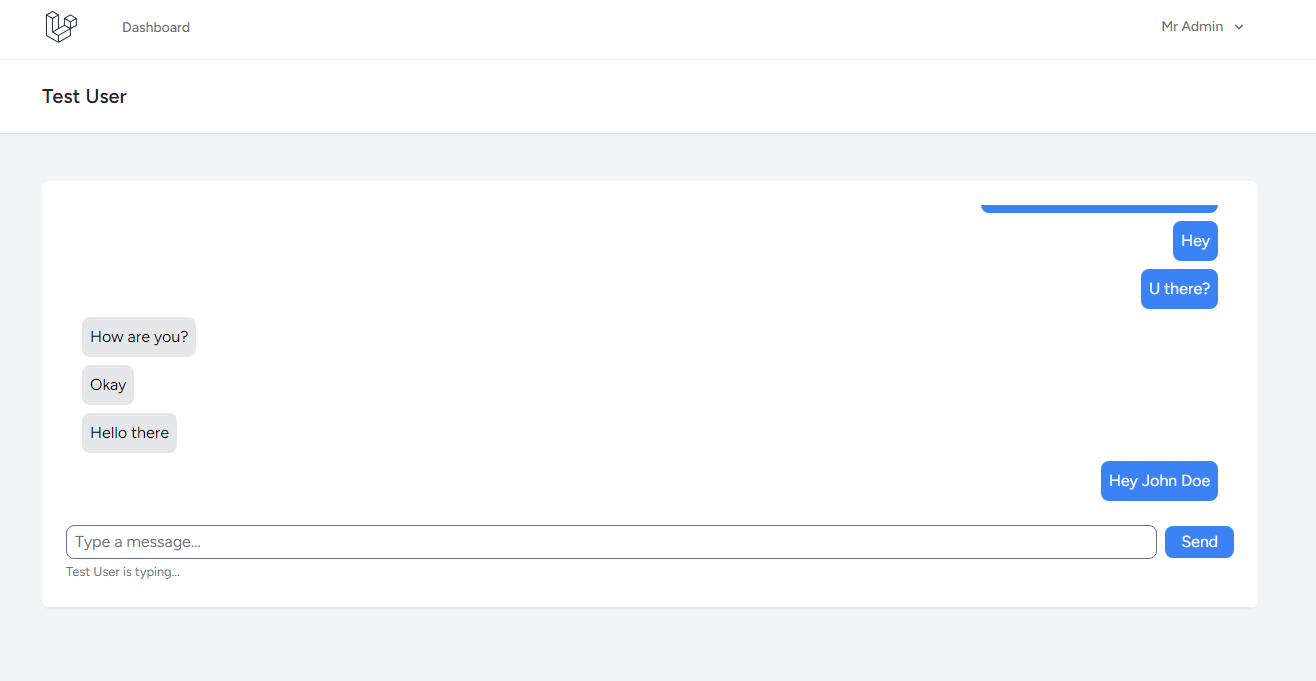 Dashboard
Mr Admin
Test User
Hey
U there?
How are you?
Okay
Hello there
Hey John Doe
Type a message...
Send
Test User is typing...